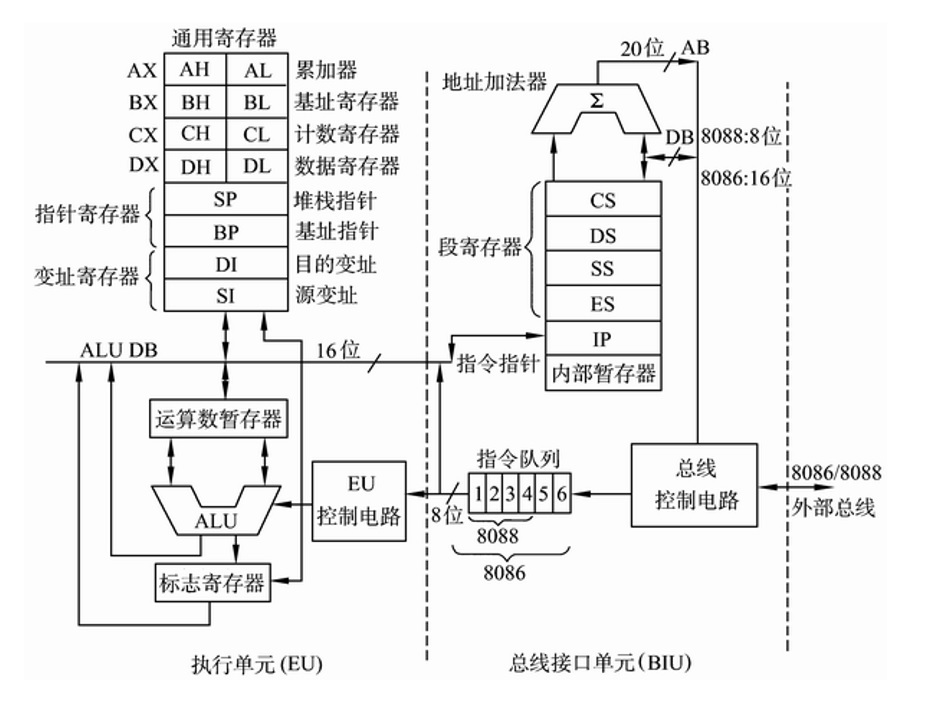 通用寄存器
AX AH AL 累加器
BX BH BL 基址寄存器
CX CH CL 计数寄存器
DX DH DL 数据寄存器
指针寄存器
SP 堆栈指针
BP 基址指针
变址寄存器
DI 目的变址
SI 源变址
ALU DB
16位
运算数暂存器
ALU
标志寄存器
EU
控制电路
执行单元(EU)
20位 AB
地址加法器
Σ
DB 8088:8位
8086:16位
段寄存器
CS
DS
SS
ES
IP
指令指针
内部暂存器
指令队列
1 2 3 4 5 6
8位
8088
8086
总线
控制电路
8086/8088
外部总线
总线接口单元(BIU)